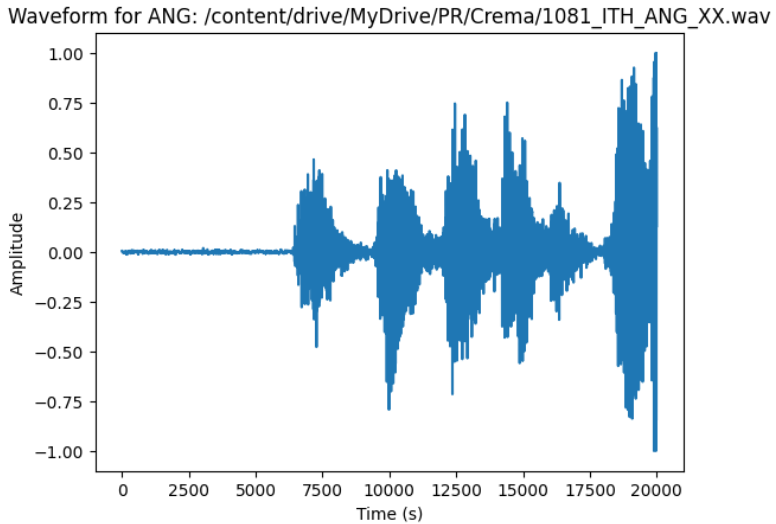 Waveform for ANG: /content/drive/MyDrive/PR/Crema/1081_ITH_ANG_XX.wav
1.00
0.75
0.50
0.25
0.00
−0.25
−0.50
−0.75
−1.00
Amplitude
0 2500 5000 7500 10000 12500 15000 17500 20000
Time (s)